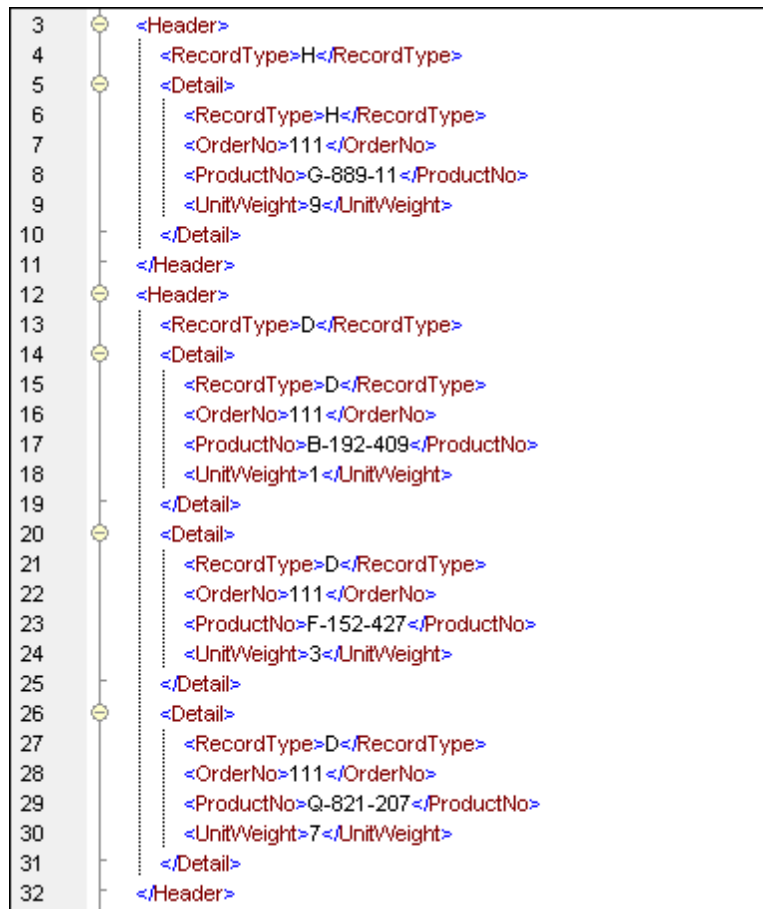 3 <Header>
4 <RecordType>H</RecordType>
5 <Detail>
6 <RecordType>H</RecordType>
7 <OrderNo>111</OrderNo>
8 <ProductNo>G-889-11</ProductNo>
9 <UnitWeight>9</UnitWeight>
10 </Detail>
11 </Header>
12 <Header>
13 <RecordType>D</RecordType>
14 <Detail>
15 <RecordType>D</RecordType>
16 <OrderNo>111</OrderNo>
17 <ProductNo>B-192-409</ProductNo>
18 <UnitWeight>1</UnitWeight>
19 </Detail>
20 <Detail>
21 <RecordType>D</RecordType>
22 <OrderNo>111</OrderNo>
23 <ProductNo>F-152-427</ProductNo>
24 <UnitWeight>3</UnitWeight>
25 </Detail>
26 <Detail>
27 <RecordType>D</RecordType>
28 <OrderNo>111</OrderNo>
29 <ProductNo>Q-821-207</ProductNo>
30 <UnitWeight>7</UnitWeight>
31 </Detail>
32 </Header>